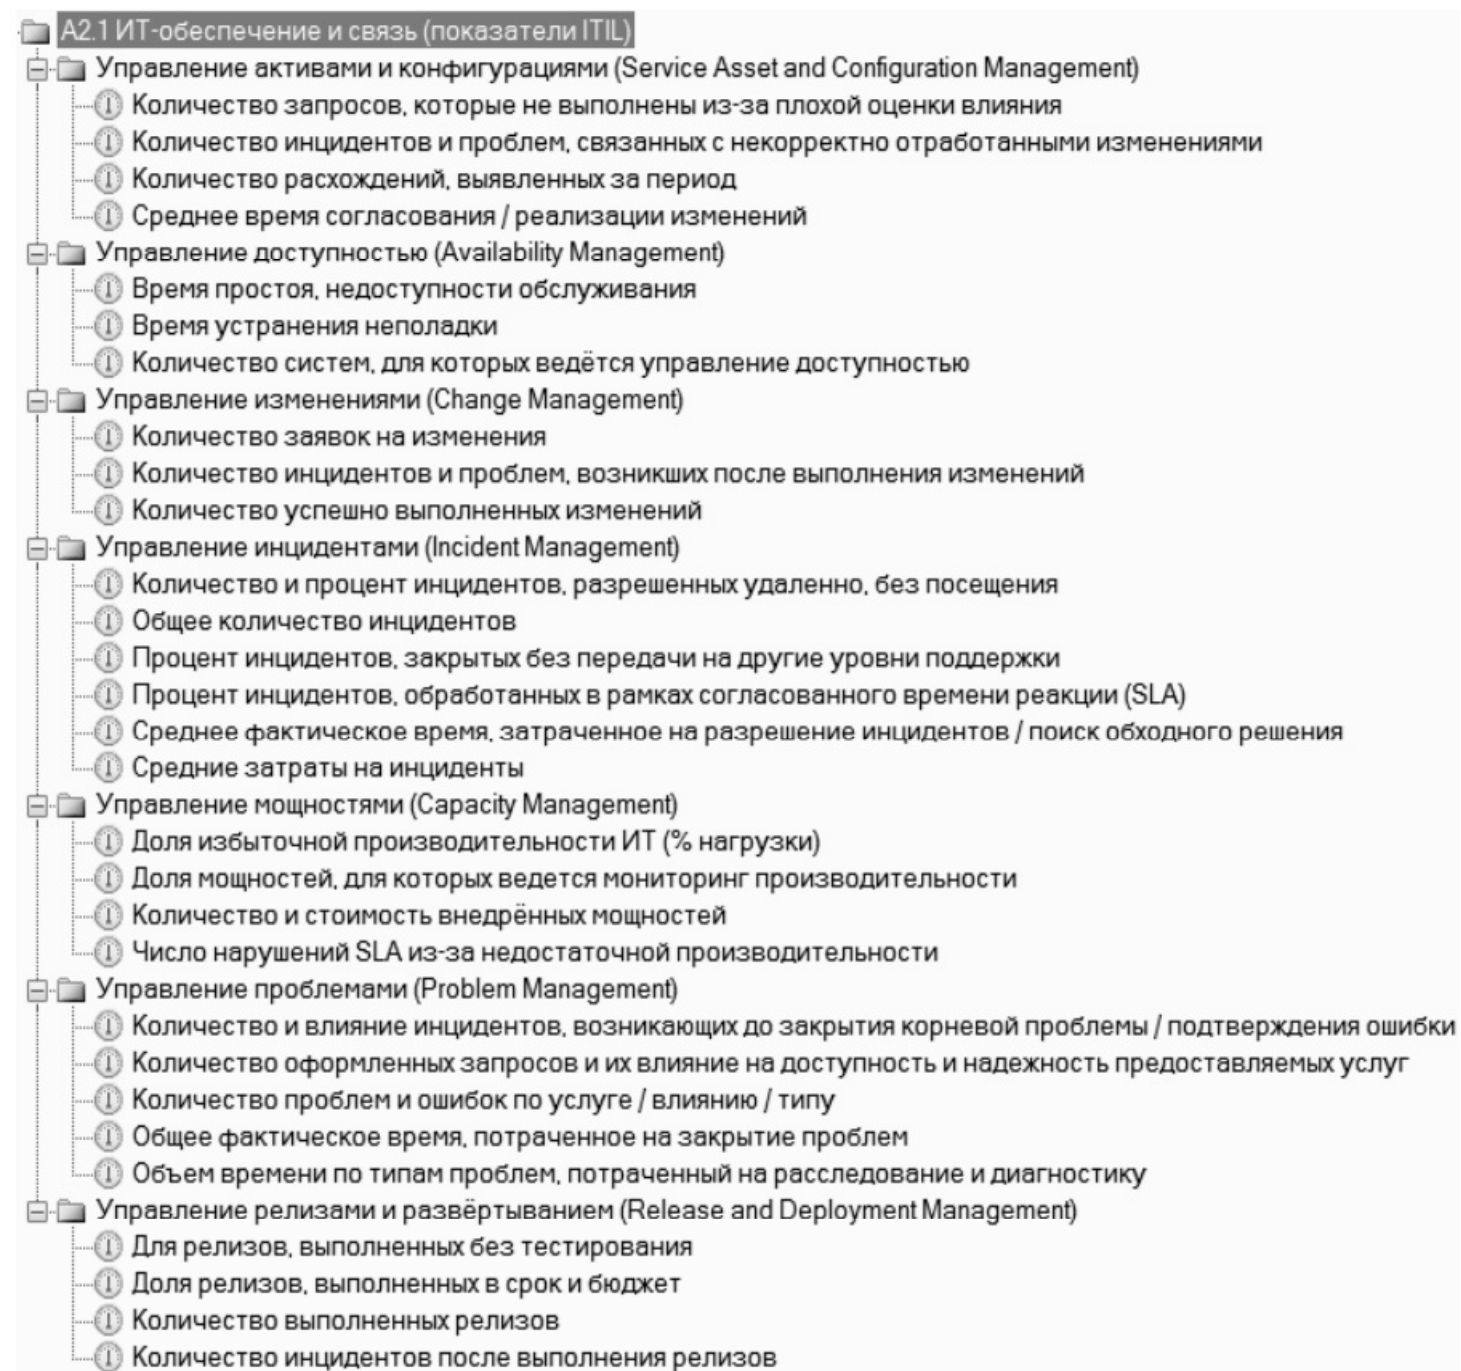 А2.1 ИТ-обеспечение и связь (показатели ITIL)
Управление активами и конфигурациями (Service Asset and Configuration Management)
Количество запросов, которые не выполнены из-за плохой оценки влияния
Количество инцидентов и проблем, связанных с некорректно отработанными изменениями
Количество расхождений, выявленных за период
Среднее время согласования / реализации изменений
Управление доступностью (Availability Management)
Время простоя, недоступности обслуживания
Время устранения неполадки
Количество систем, для которых ведётся управление доступностью
Управление изменениями (Change Management)
Количество заявок на изменения
Количество инцидентов и проблем, возникших после выполнения изменений
Количество успешно выполненных изменений
Управление инцидентами (Incident Management)
Количество и процент инцидентов, разрешенных удаленно, без посещения
Общее количество инцидентов
Процент инцидентов, закрытых без передачи на другие уровни поддержки
Процент инцидентов, обработанных в рамках согласованного времени реакции (SLA)
Среднее фактическое время, затраченное на разрешение инцидентов / поиск обходного решения
Средние затраты на инциденты
Управление мощностями (Capacity Management)
Доля избыточной производительности ИТ (% нагрузки)
Доля мощностей, для которых ведется мониторинг производительности
Количество и стоимость внедрённых мощностей
Число нарушений SLA из-за недостаточной производительности
Управление проблемами (Problem Management)
Количество и влияние инцидентов, возникающих до закрытия корневой проблемы / подтверждения ошибки
Количество оформленных запросов и их влияние на доступность и надежность предоставляемых услуг
Количество проблем и ошибок по услуге / влиянию / типу
Общее фактическое время, потраченное на закрытие проблем
Объем времени по типам проблем, потраченный на расследование и диагностику
Управление релизами и развёртыванием (Release and Deployment Management)
Для релизов, выполненных без тестирования
Доля релизов, выполненных в срок и бюджет
Количество выполненных релизов
Количество инцидентов после выполнения релизов